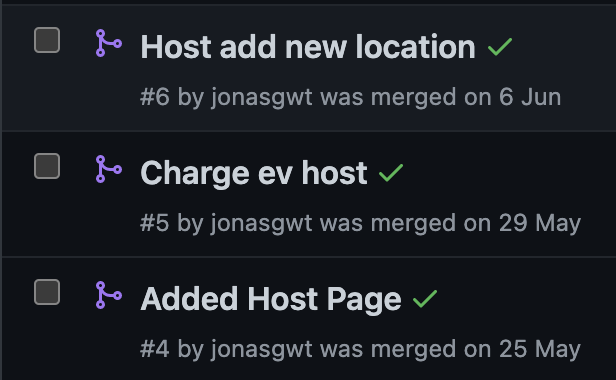 Host add new location
#6 by jonasgwt was merged on 6 Jun
Charge ev host
#5 by jonasgwt was merged on 29 May
Added Host Page
#4 by jonasgwt was merged on 25 May